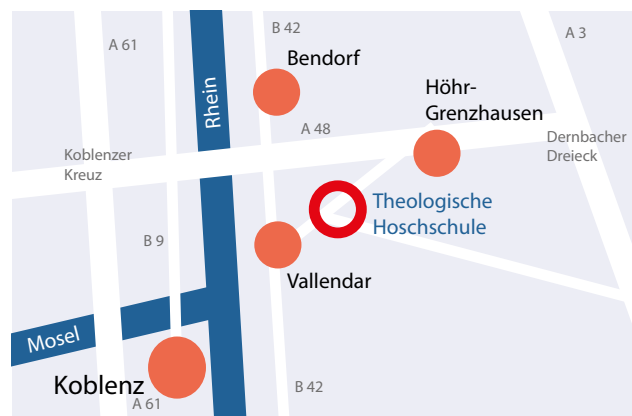 B 42
A 3
A 61
Bendorf
Rhein
Höhr-
Grenzhausen
A 48
Dernbacher
Dreieck
Koblenzer
Kreuz
Theologische
Hoschschule
B 9
Vallendar
Mosel
Koblenz
B 42
A 61